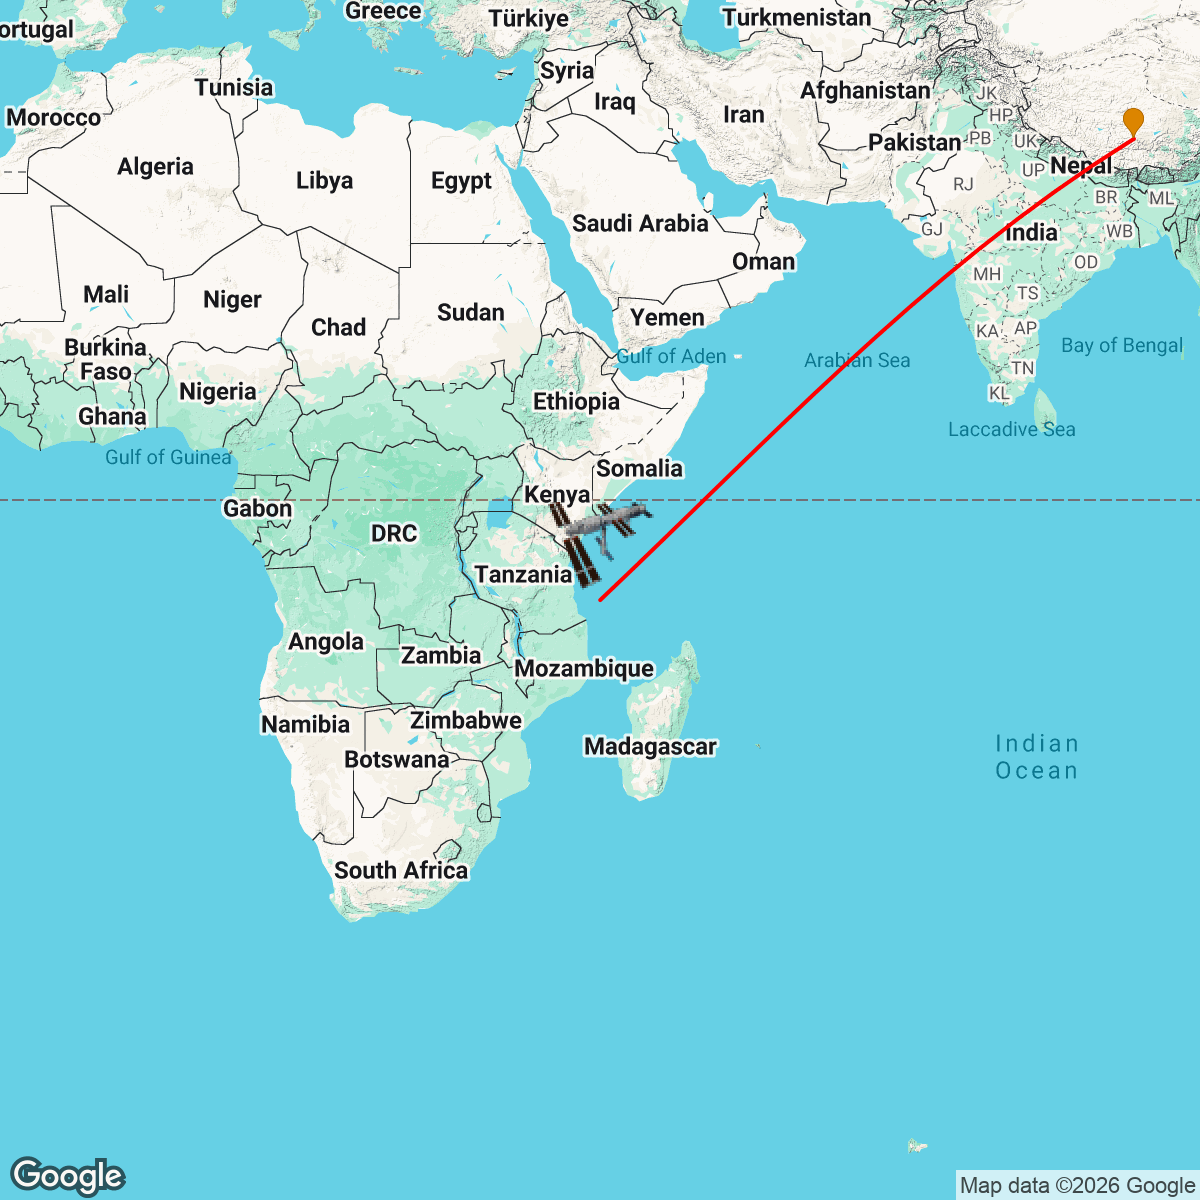 Greece
Türkiye
Turkmenistan
ortugal
Syria
Tunisia
Iraq
Afghanistan
JK
Morocco
Iran
HP
Pakistan
PB
UK
Algeria
Libya
Egypt
UP
Nepal
RJ
BR
ML
Saudi Arabia
GJ
India
WB
Oman
OD
MH
Mali
Niger
TS
Sudan
Yemen
Chad
KA
AP
Burkina
Faso
Gulf of Aden
Arabian Sea
Bay of Bengal
TN
Nigeria
KL
Ethiopia
Ghana
Laccadive Sea
Gulf of Guinea
Somalia
Kenya
Gabon
DRC
Tanzania
Angola
Zambia
Mozambique
Namibia
Zimbabwe
Madagascar
Indian
Ocean
Botswana
South Africa
Google
Map data ©2026 Google